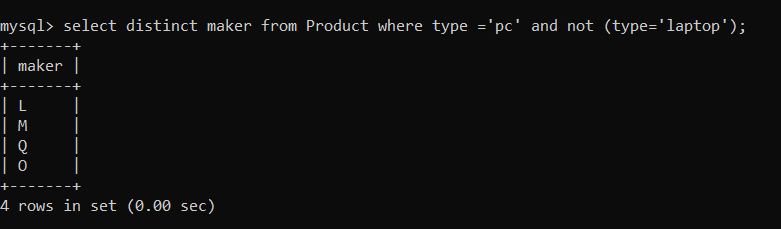 mysql> select distinct maker from Product where type ='pc' and not (type='laptop');
+-------+
| maker |
+-------+
| L     |
| M     |
| Q     |
| O     |
+-------+
4 rows in set (0.00 sec)